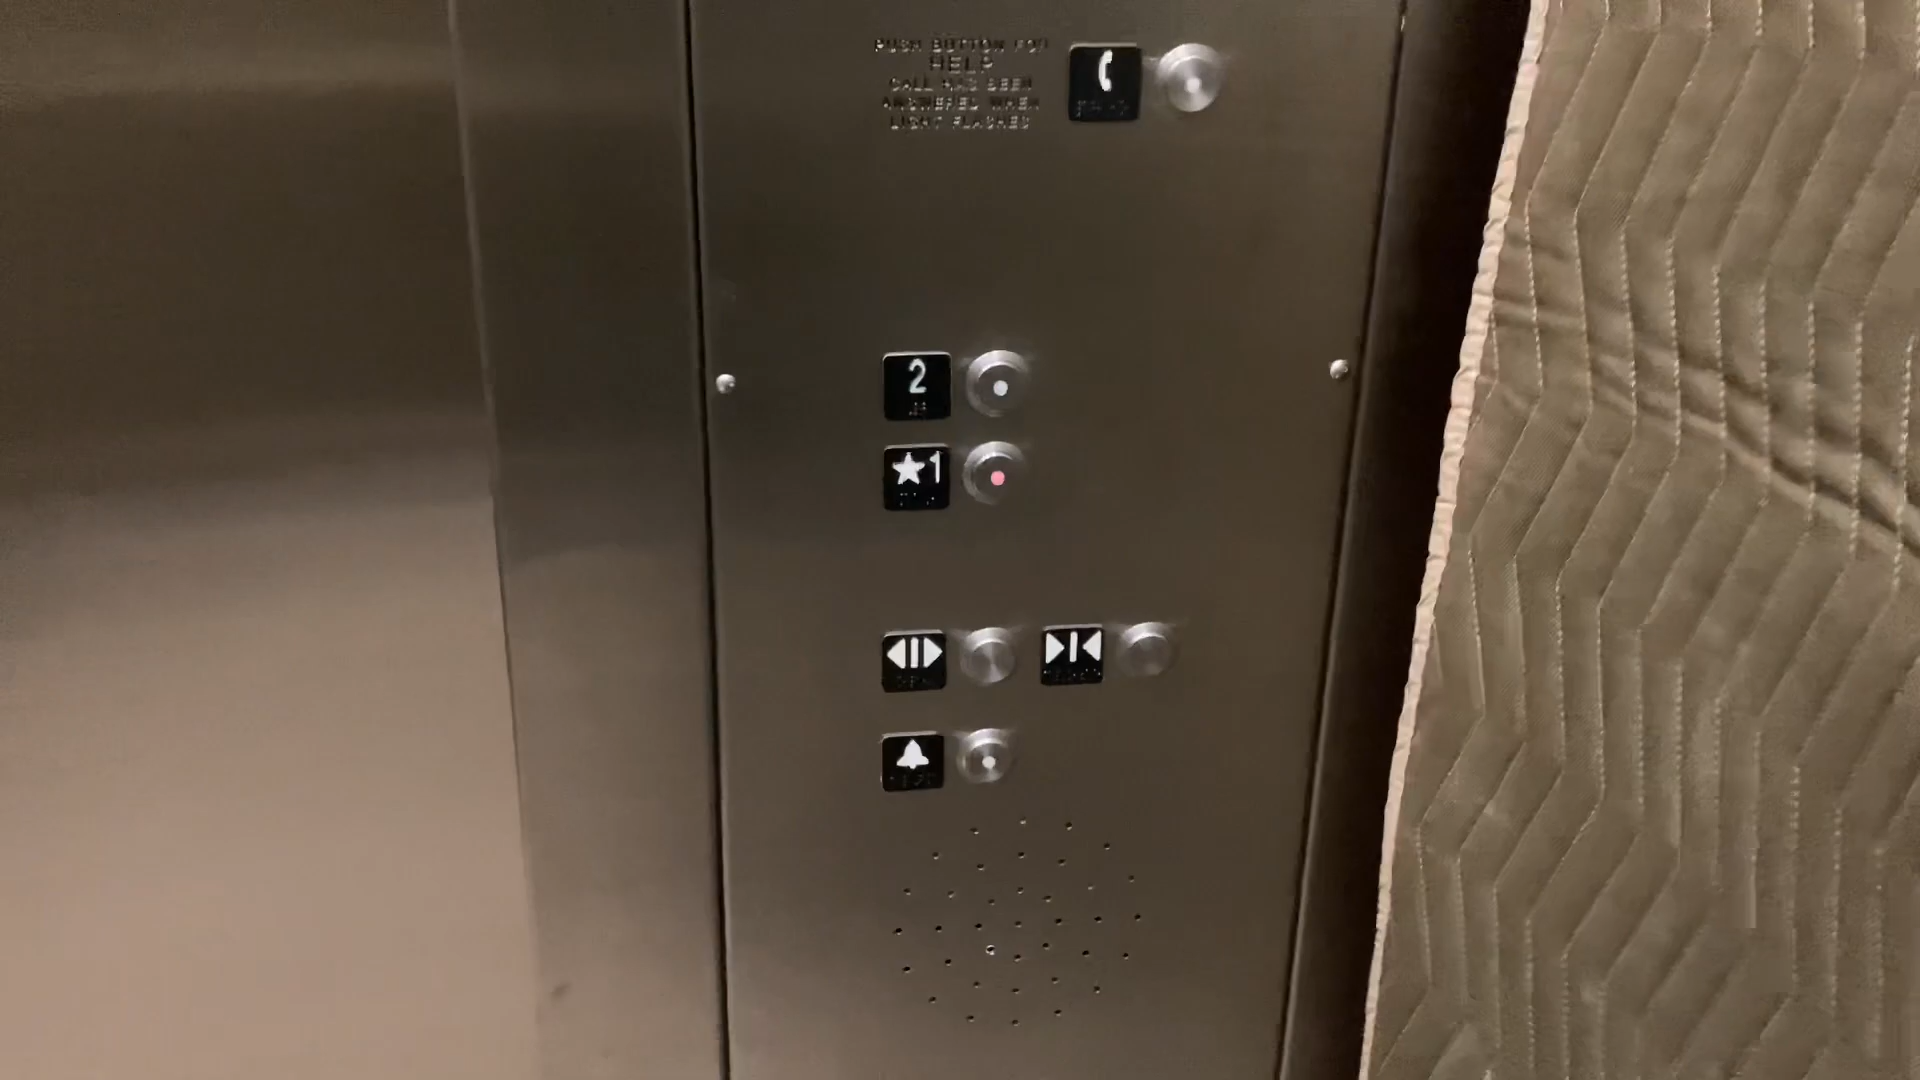 PUSH BUTTON FOR
HELP
CALL HAS BEEN
ANSWERED WHEN
LIGHT FLASHES
2
★1